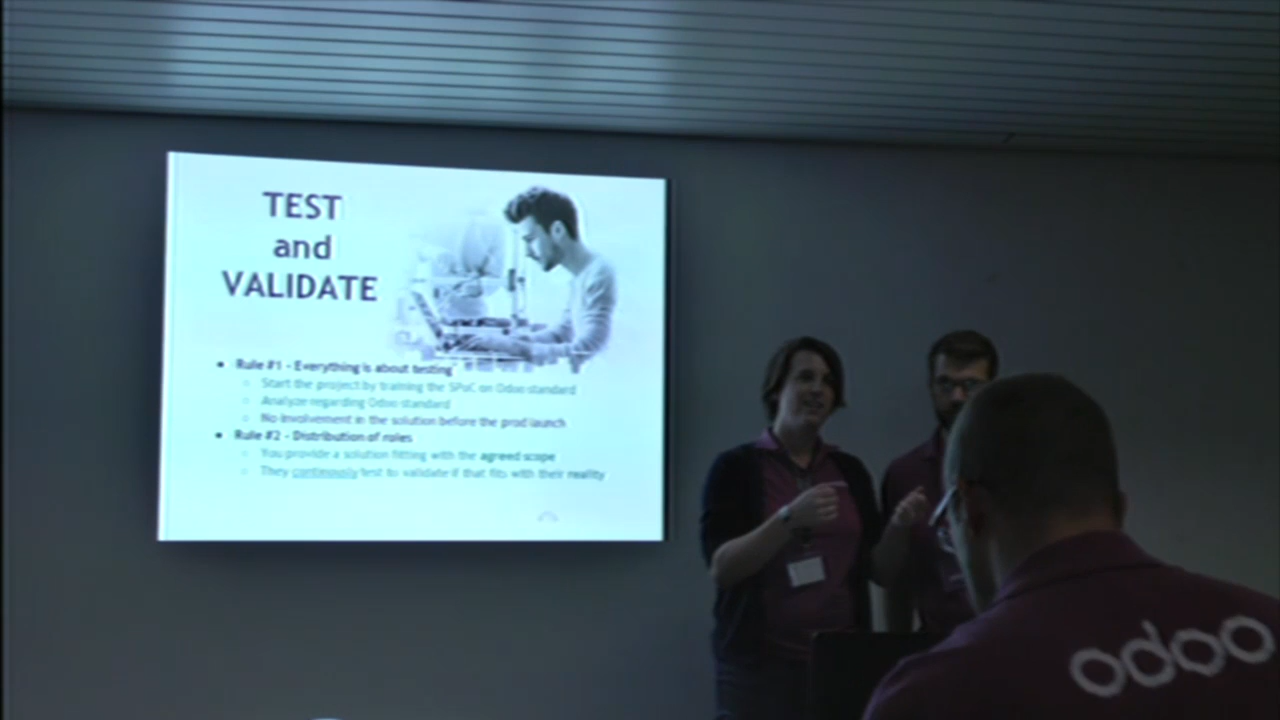 TEST
and
VALIDATE
• Rule #1 - Everything is about testing
○ Start the project by training the SPoC on Odoo standard
○ Analyze regarding Odoo standard
○ No involvement in the solution before the prod launch
• Rule #2 - Distribution of roles
○ You provide a solution fitting with the agreed scope
○ They continously test to validate if that fits with their reality
odoo